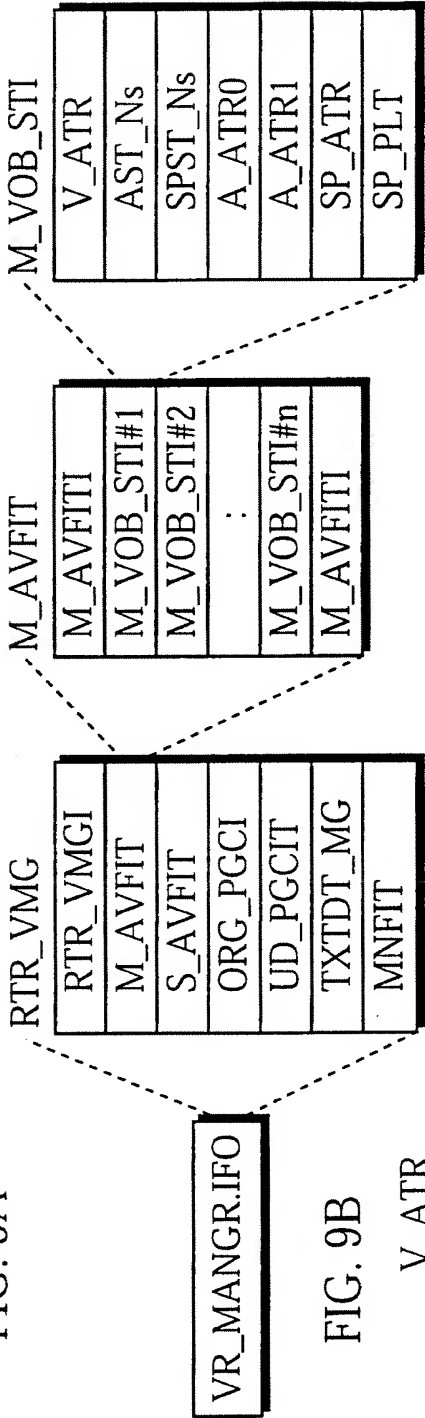 VR_MANGR.IFO
RTR_VMG
RTR_VMGI
M_AVFIT
S_AVFIT
ORG_PGCI
UD_PGCIT
TXTDT_MG
MNFIT
M_AVFIT
M_AVFITI
M_VOB_STI#1
M_VOB_STI#2
:
M_VOB_STI#n
M_AVFITI
M_VOB_STI
V_ATR
AST_Ns
SPST_Ns
A_ATR0
A_ATR1
SP_ATR
SP_PLT
FIG. 9B
V_ATR